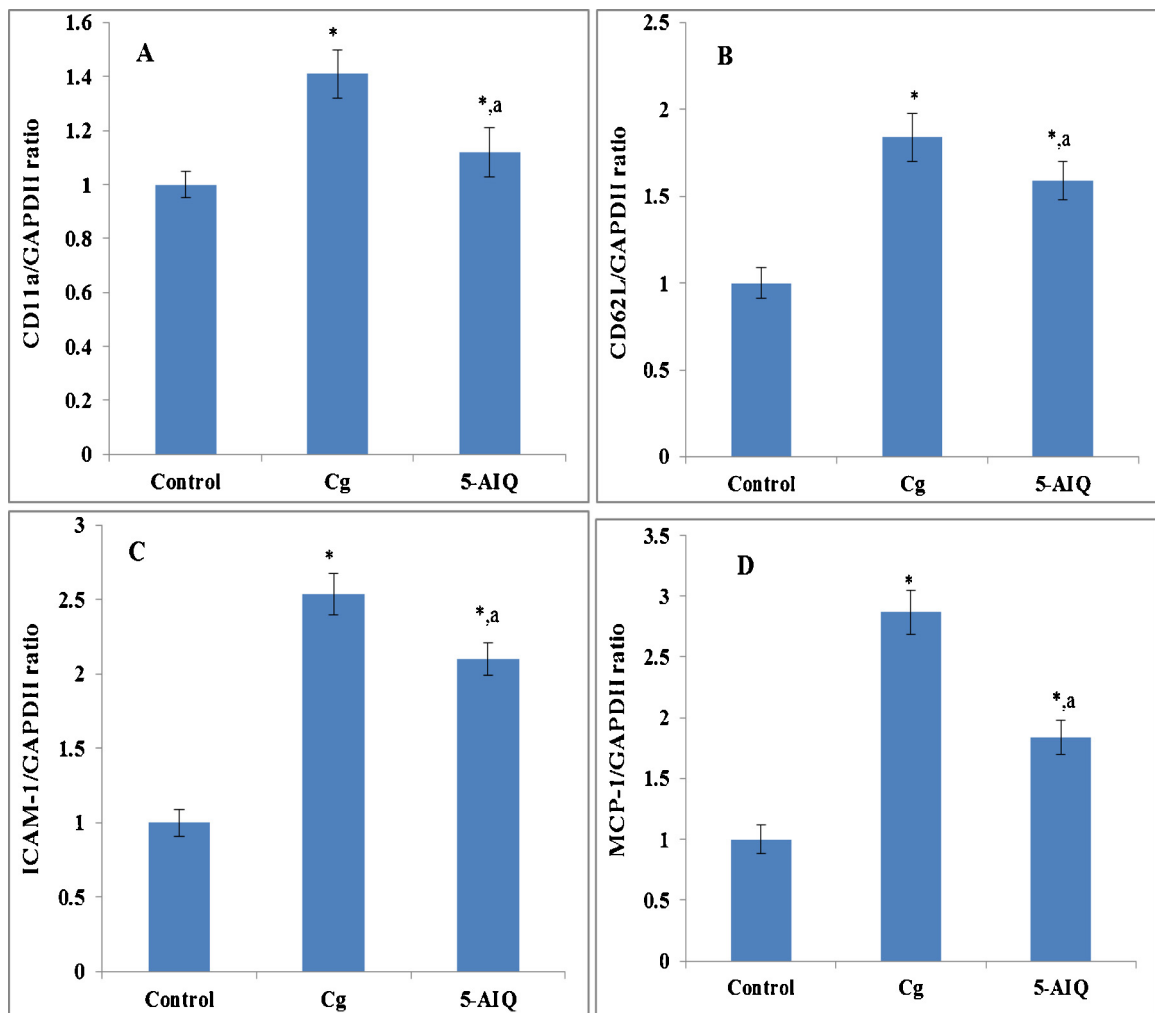 A
CD11a/GAPDH ratio
1.6
1.4
1.2
1
0.8
0.6
0.4
0.2
0
*
*,a
Control Cg 5-AIQ
B
CD62L/GAPDH ratio
2.5
2
1.5
1
0.5
0
*
*,a
Control Cg 5-AIQ
C
ICAM-1/GAPDH ratio
3
2.5
2
1.5
1
0.5
0
*
*,a
Control Cg 5-AIQ
D
MCP-1/GAPDH ratio
3.5
3
2.5
2
1.5
1
0.5
0
*
*,a
Control Cg 5-AIQ